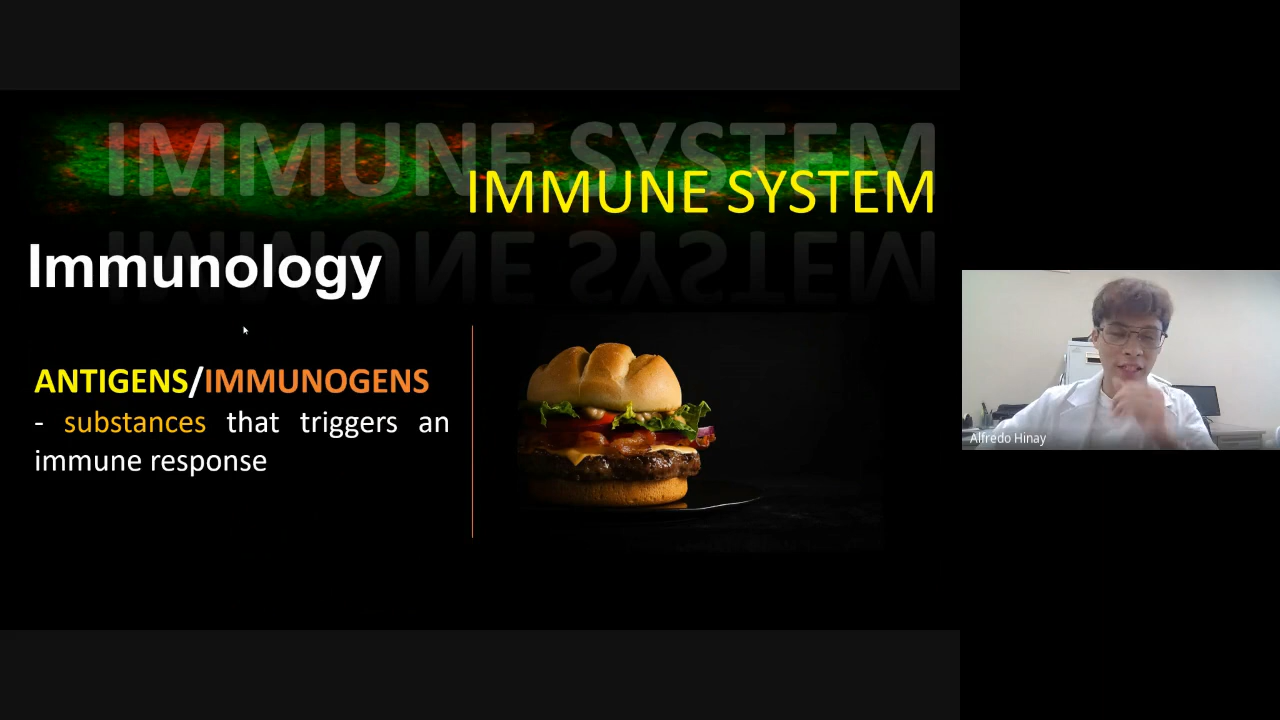 IMMUNE SYSTEM
IMMUNE SYSTEM
Immunology
ANTIGENS/IMMUNOGENS
- substances that triggers an
immune response
Alfredo Hinay